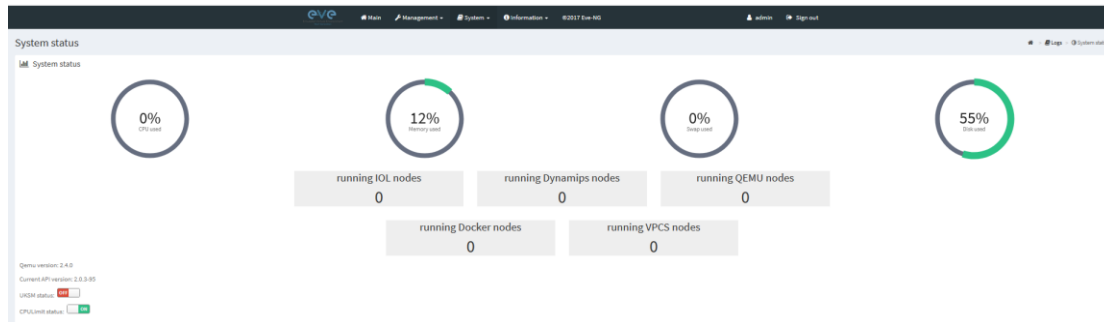 eve Main Management System Information ©2017 Eve-NG admin Sign out
System status
Logs System stat
System status
0%
CPU used
12%
Memory used
0%
Swap used
55%
Disk used
running IOL nodes
0
running Dynamips nodes
0
running QEMU nodes
0
running Docker nodes
0
running VPCS nodes
0
Qemu version: 2.4.0
Current API version: 2.0.3-95
UKSM status: OFF
CPULimit status: ON